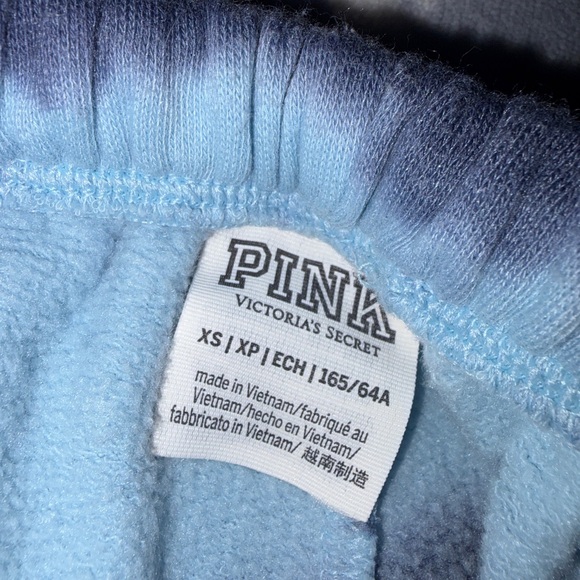 PINK
VICTORIA'S SECRET
XS | XP | ECH | 165/64A
made in Vietnam/fabriqué au
Vietnam/hecho en Vietnam/
fabbricato in Vietnam/ 越南制造